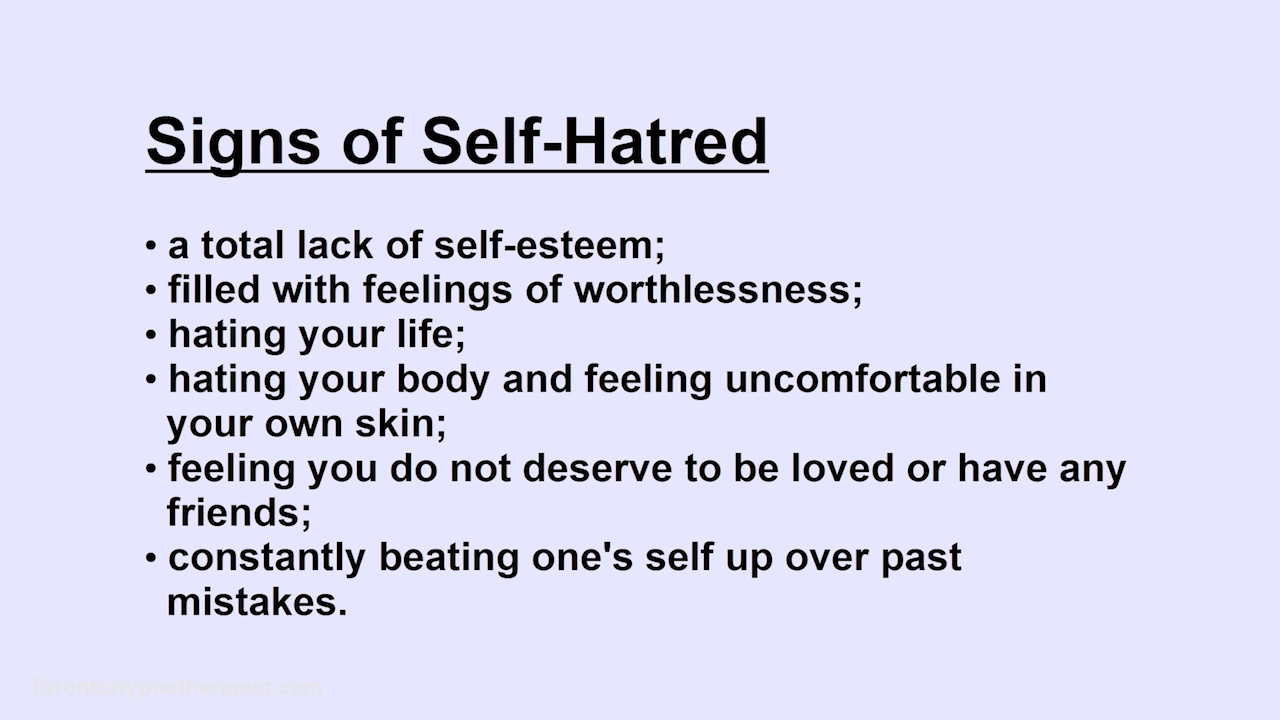 Signs of Self-Hatred
• a total lack of self-esteem;
• filled with feelings of worthlessness;
• hating your life;
• hating your body and feeling uncomfortable in
your own skin;
• feeling you do not deserve to be loved or have any
friends;
• constantly beating one's self up over past
mistakes.
TorontoHypnotherapist.com